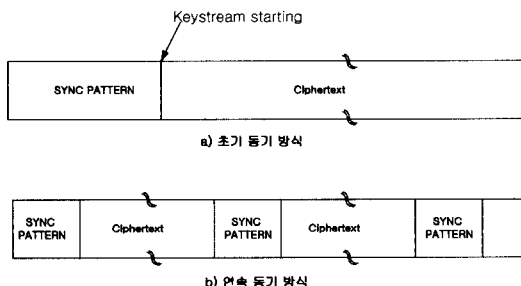 Keystream starting
SYNC PATTERN
Ciphertext
a) 초기 동기 방식
SYNC
PATTERN
Ciphertext
SYNC
PATTERN
Ciphertext
SYNC
PATTERN
b) 연속 동기 방식